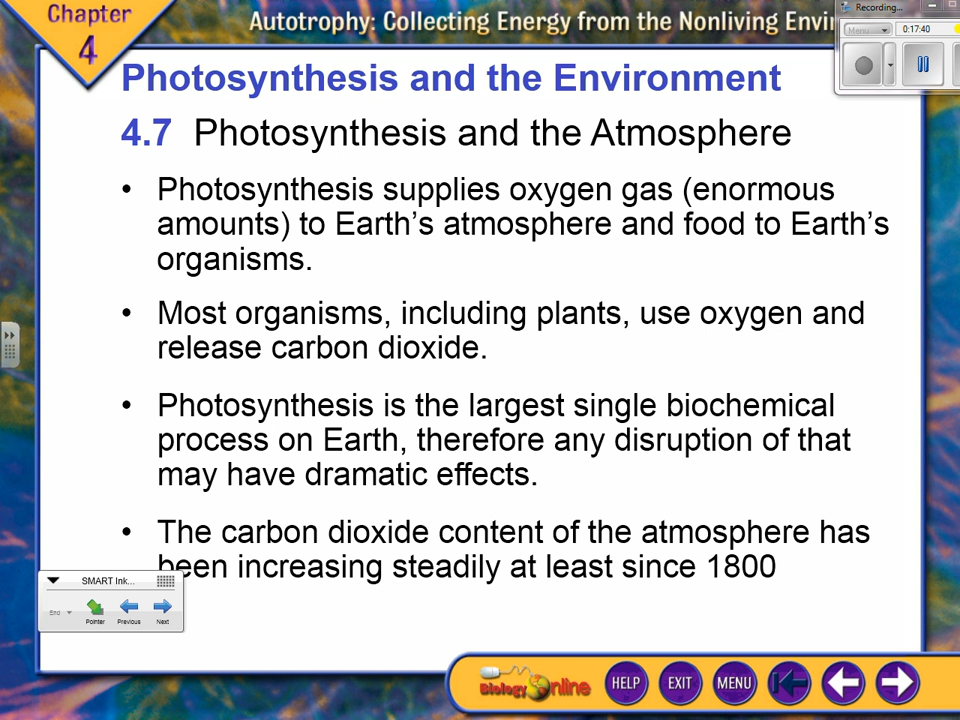 Chapter
4
Autotrophy: Collecting Energy from the Nonliving Envir
Recording...
Menu
0:17:40
Photosynthesis and the Environment
4.7 Photosynthesis and the Atmosphere
• Photosynthesis supplies oxygen gas (enormous
amounts) to Earth’s atmosphere and food to Earth’s
organisms.
• Most organisms, including plants, use oxygen and
release carbon dioxide.
• Photosynthesis is the largest single biochemical
process on Earth, therefore any disruption of that
may have dramatic effects.
• The carbon dioxide content of the atmosphere has
been increasing steadily at least since 1800
SMART Ink...
End
Pointer Previous Next
Biology Online
HELP EXIT MENU